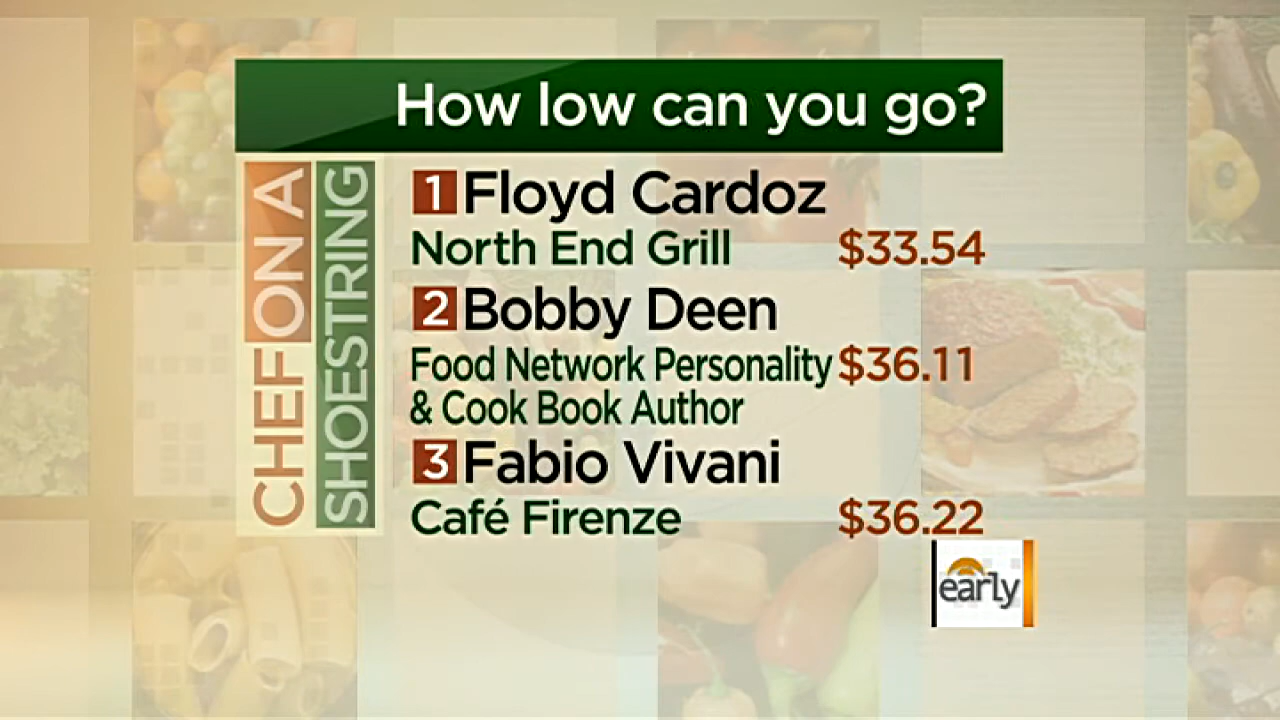 How low can you go?
CHEF ON A
SHOESTRING
1 Floyd Cardoz
North End Grill $33.54
2 Bobby Deen
Food Network Personality $36.11
& Cook Book Author
3 Fabio Vivani
Café Firenze $36.22
early